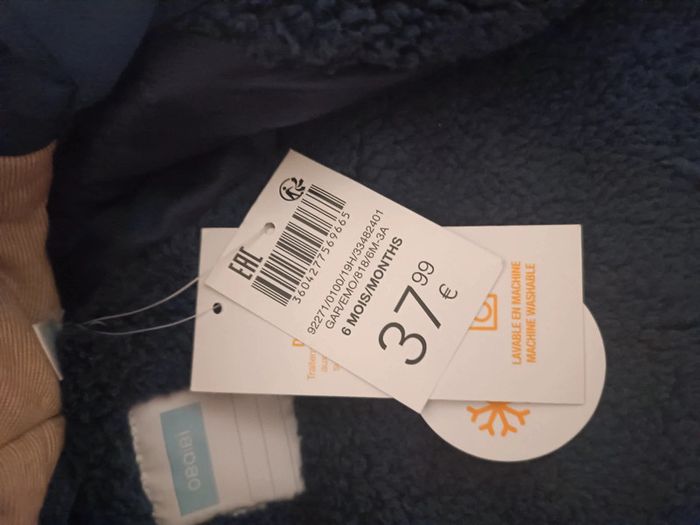 EAC
3604277569665
92271/0100/19H/33482401
GAR/EMO/818/6M-3A
6 MOIS/MONTHS
37,99
€
LAVABLE EN MACHINE
MACHINE WASHABLE
obaibi